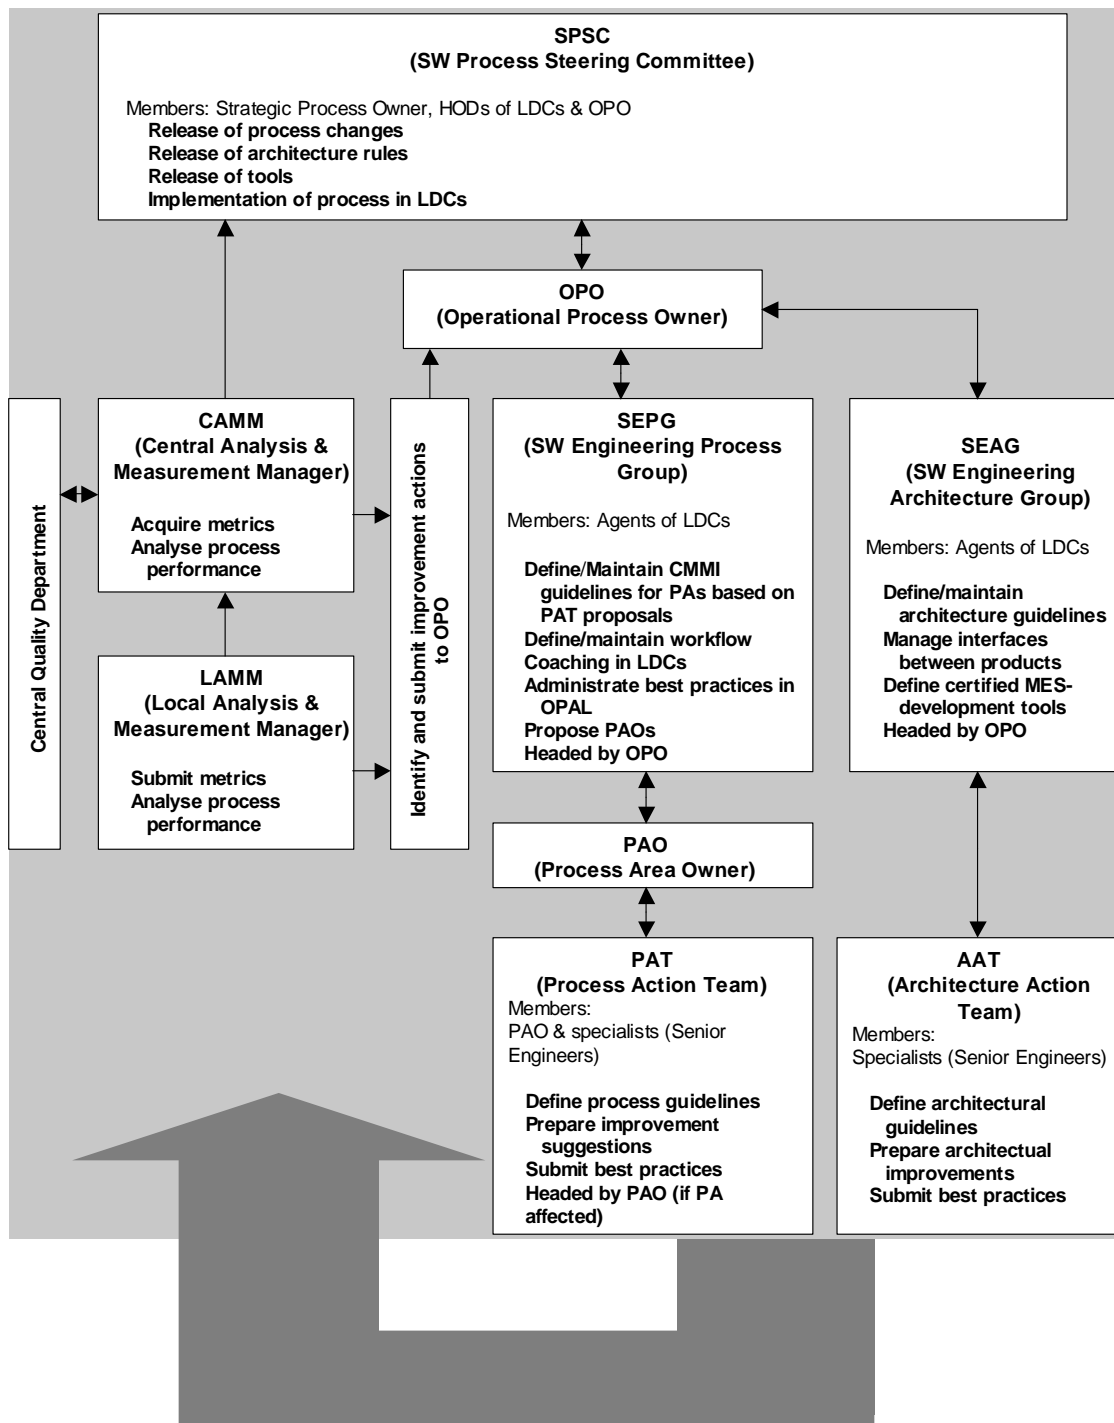 SPSC
(SW Process Steering Committee)
Members: Strategic Process Owner, HODs of LDCs & OPO
Release of process changes
Release of architecture rules
Release of tools
Implementation of process in LDCs
OPO
(Operational Process Owner)
Central Quality Department
CAMM
(Central Analysis &
Measurement Manager)
Acquire metrics
Analyse process
performance
LAMM
(Local Analysis &
Measurement Manager)
Submit metrics
Analyse process
performance
Identify and submit improvement actions
to OPO
SEPG
(SW Engineering Process
Group)
Members: Agents of LDCs
Define/Maintain CMMI
guidelines for PAs based on
PAT proposals
Define/maintain workflow
Coaching in LDCs
Administrate best practices in
OPAL
Propose PAOs
Headed by OPO
SEAG
(SW Engineering
Architecture Group)
Members: Agents of LDCs
Define/maintain
architecture guidelines
Manage interfaces
between products
Define certified MES-
development tools
Headed by OPO
PAO
(Process Area Owner)
PAT
(Process Action Team)
Members:
PAO & specialists (Senior
Engineers)
Define process guidelines
Prepare improvement
suggestions
Submit best practices
Headed by PAO (if PA
affected)
AAT
(Architecture Action
Team)
Members:
Specialists (Senior Engineers)
Define architectural
guidelines
Prepare architectual
improvements
Submit best practices